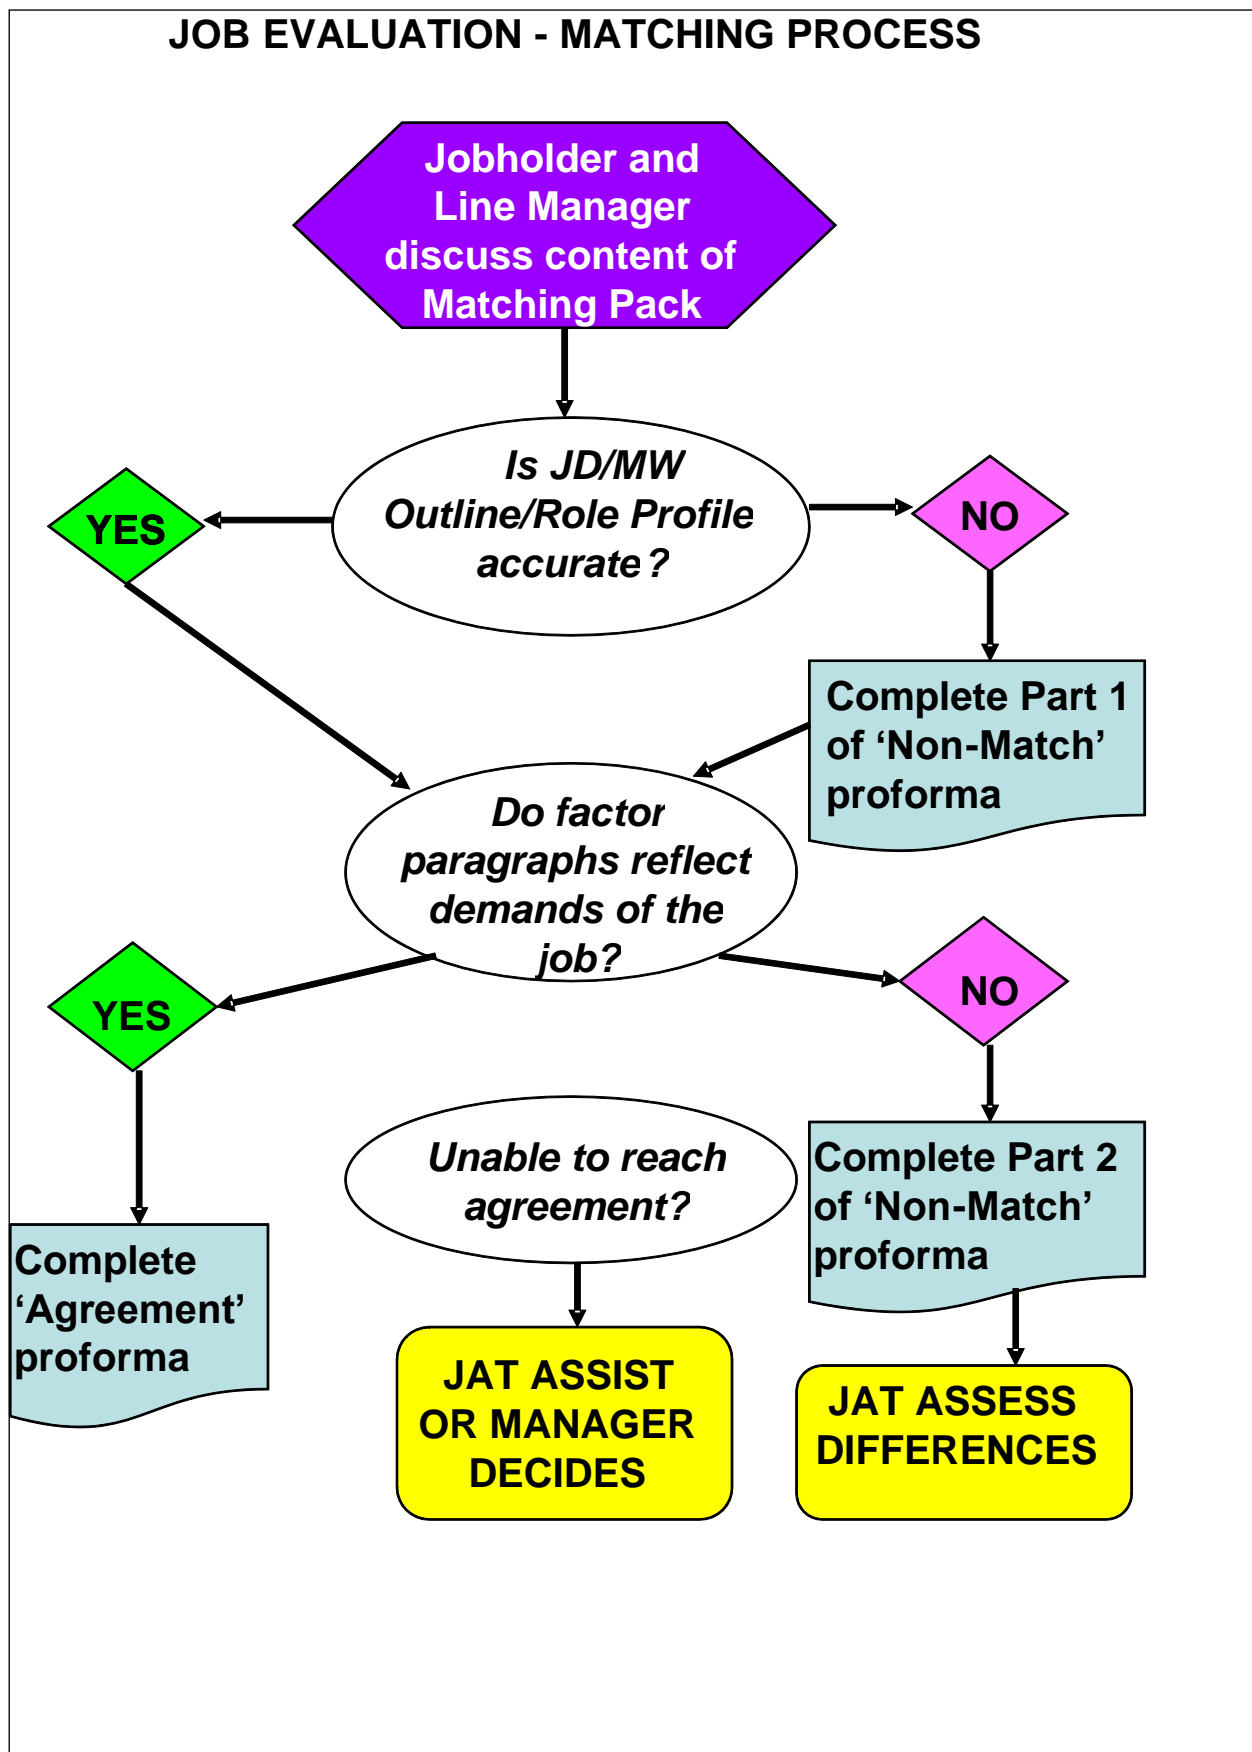 JOB EVALUATION - MATCHING PROCESS
Jobholder and
Line Manager
discuss content of
Matching Pack
Is JD/MW
Outline/Role Profile
accurate?
YES
NO
Complete Part 1
of ‘Non-Match’
proforma
Do factor
paragraphs reflect
demands of the
job?
YES
NO
Unable to reach
agreement?
Complete Part 2
of ‘Non-Match’
proforma
Complete
‘Agreement’
proforma
JAT ASSIST
OR MANAGER
DECIDES
JAT ASSESS
DIFFERENCES